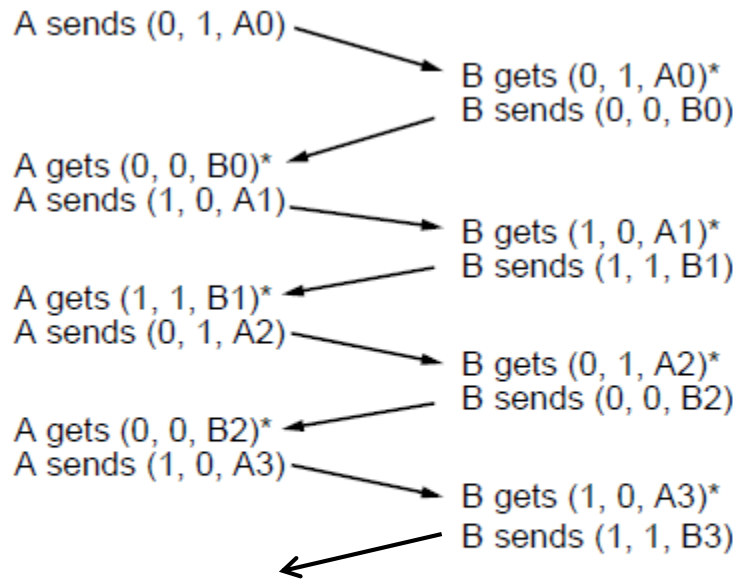 A sends (0, 1, A0)
B gets (0, 1, A0)*
B sends (0, 0, B0)
A gets (0, 0, B0)*
A sends (1, 0, A1)
B gets (1, 0, A1)*
B sends (1, 1, B1)
A gets (1, 1, B1)*
A sends (0, 1, A2)
B gets (0, 1, A2)*
B sends (0, 0, B2)
A gets (0, 0, B2)*
A sends (1, 0, A3)
B gets (1, 0, A3)*
B sends (1, 1, B3)